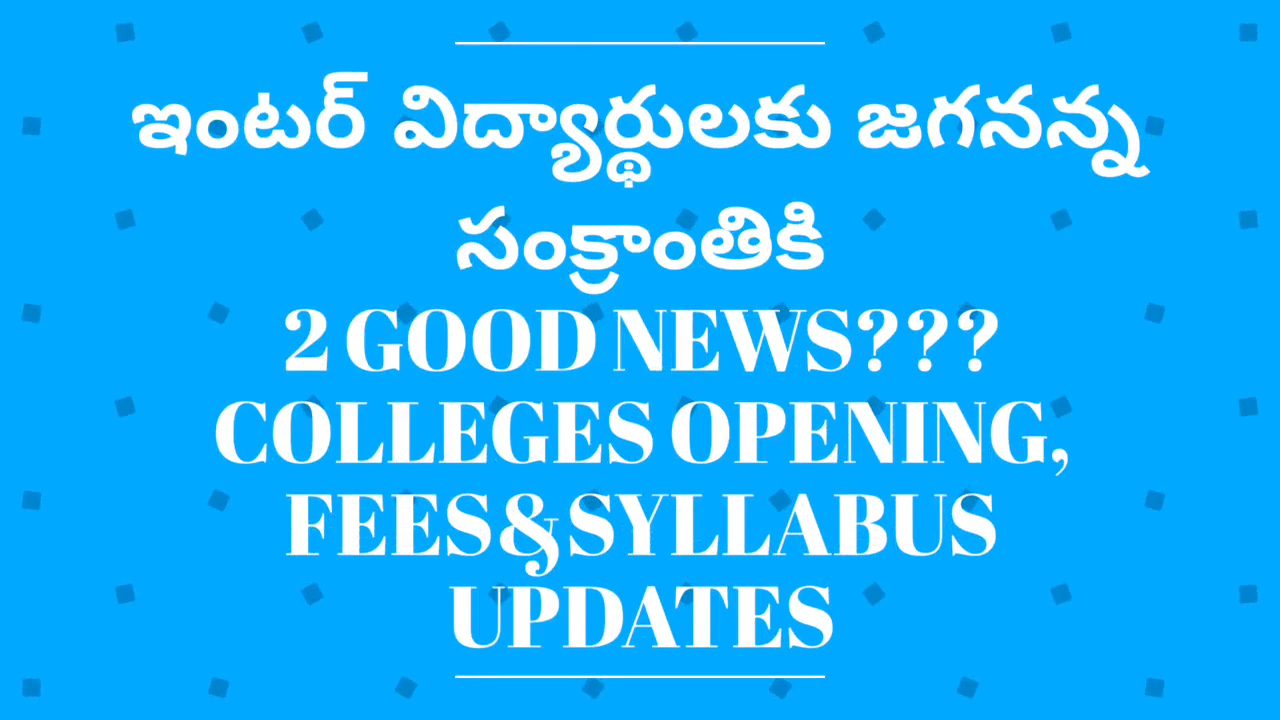 ఇంటర్ విద్యార్థులకు జగనన్న
సంక్రాంతికి
2 GOOD NEWS???
COLLEGES OPENING,
FEES&SYLLABUS
UPDATES